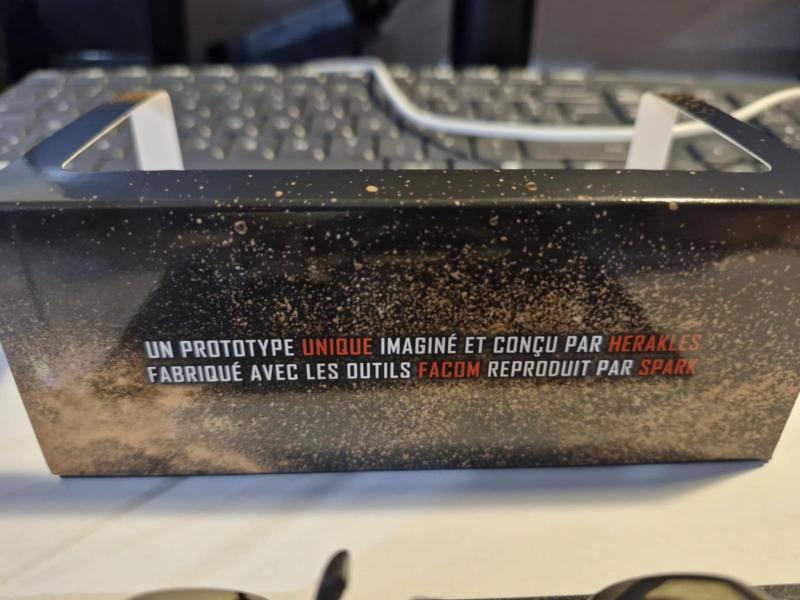 UN PROTOTYPE UNIQUE IMAGINÉ ET CONÇU PAR HERAKLES
FABRIQUÉ AVEC LES OUTILS FACOM REPRODUIT PAR SPARK